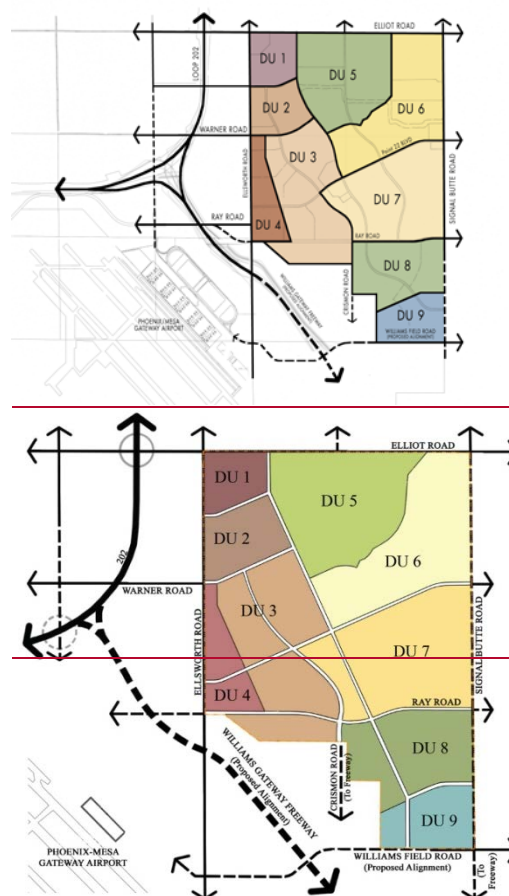 ELLIOT ROAD
LOOP 202
DU 1
DU 5
DU 2
DU 6
WARNER ROAD
Point 22 BLVD
ELLSWORTH ROAD
DU 3
SIGNAL BUTTE ROAD
DU 7
RAY ROAD
DU 4
RAY ROAD
DU 8
WILLIAMS GATEWAY FREEWAY
(PROPOSED ALIGNMENT)
CRISMON ROAD
DU 9
PHOENIX-MESA
GATEWAY AIRPORT
WILLIAMS FIELD ROAD
(PROPOSED ALIGNMENT)
ELLIOT ROAD
DU 1
DU 5
202
DU 2
DU 6
WARNER ROAD
DU 3
ELLSWORTH ROAD
SIGNAL BUTTE ROAD
DU 7
DU 4
RAY ROAD
WILLIAMS GATEWAY FREEWAY
(Proposed Alignment)
CRISMON ROAD
(To Freeway)
DU 8
DU 9
PHOENIX-MESA
GATEWAY AIRPORT
WILLIAMS FIELD ROAD
(Proposed Alignment)
(To
Freeway)